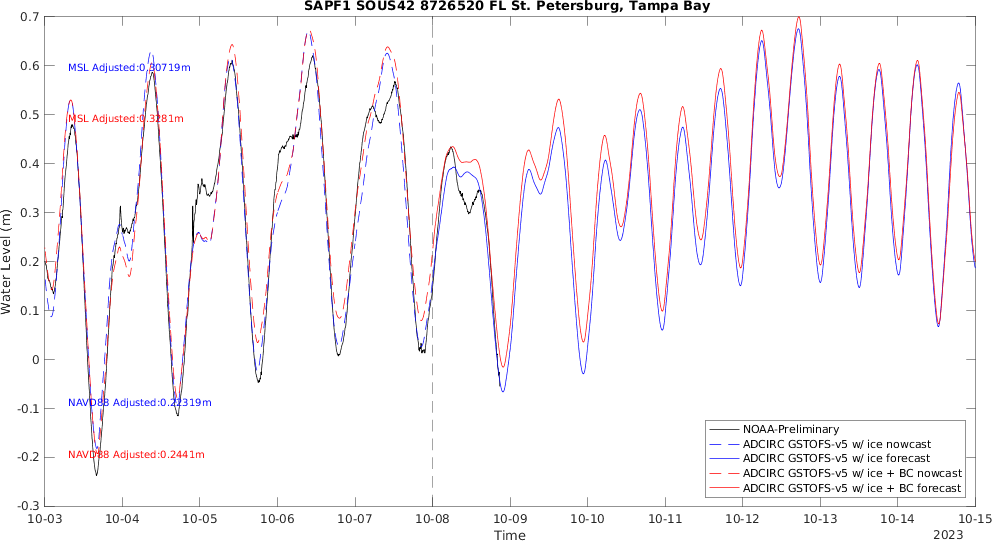 SAPF1 SOUS42 8726520 FL St. Petersburg, Tampa Bay
0.7
0.6
0.5
0.4
0.3
0.2
0.1
0
-0.1
-0.2
-0.3
Water Level (m)
MSL Adjusted:0.30719m
MSL Adjusted:0.3281m
NAVD88 Adjusted:0.22319m
NAVD88 Adjusted:0.2441m
NOAA-Preliminary
ADCIRC GSTOFS-v5 w/ ice nowcast
ADCIRC GSTOFS-v5 w/ ice forecast
ADCIRC GSTOFS-v5 w/ ice + BC nowcast
ADCIRC GSTOFS-v5 w/ ice + BC forecast
10-03 10-04 10-05 10-06 10-07 10-08 10-09 10-10 10-11 10-12 10-13 10-14 10-15
Time
2023